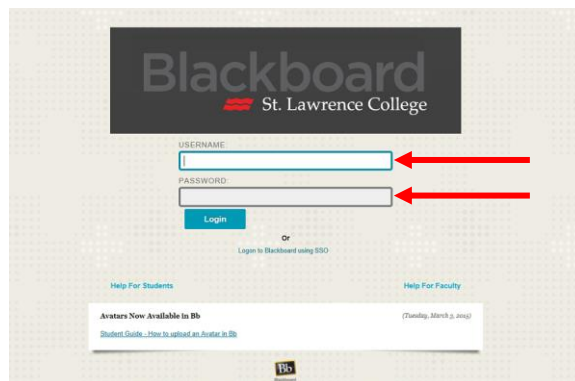 Blackboard
St. Lawrence College
USERNAME:
PASSWORD:
Login
Or
Logon to Blackboard using SSO
Help For Students Help For Faculty
Avatars Now Available in Bb (Tuesday, March 3, 2015)
Student Guide - How to upload an Avatar in Bb
Bb